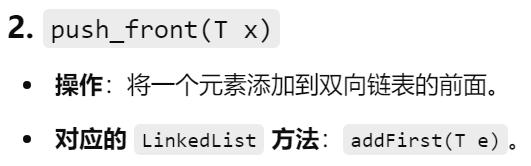 2. push_front(T x)
• 操作：将一个元素添加到双向链表的前面。
• 对应的 LinkedList 方法：addFirst(T e)。